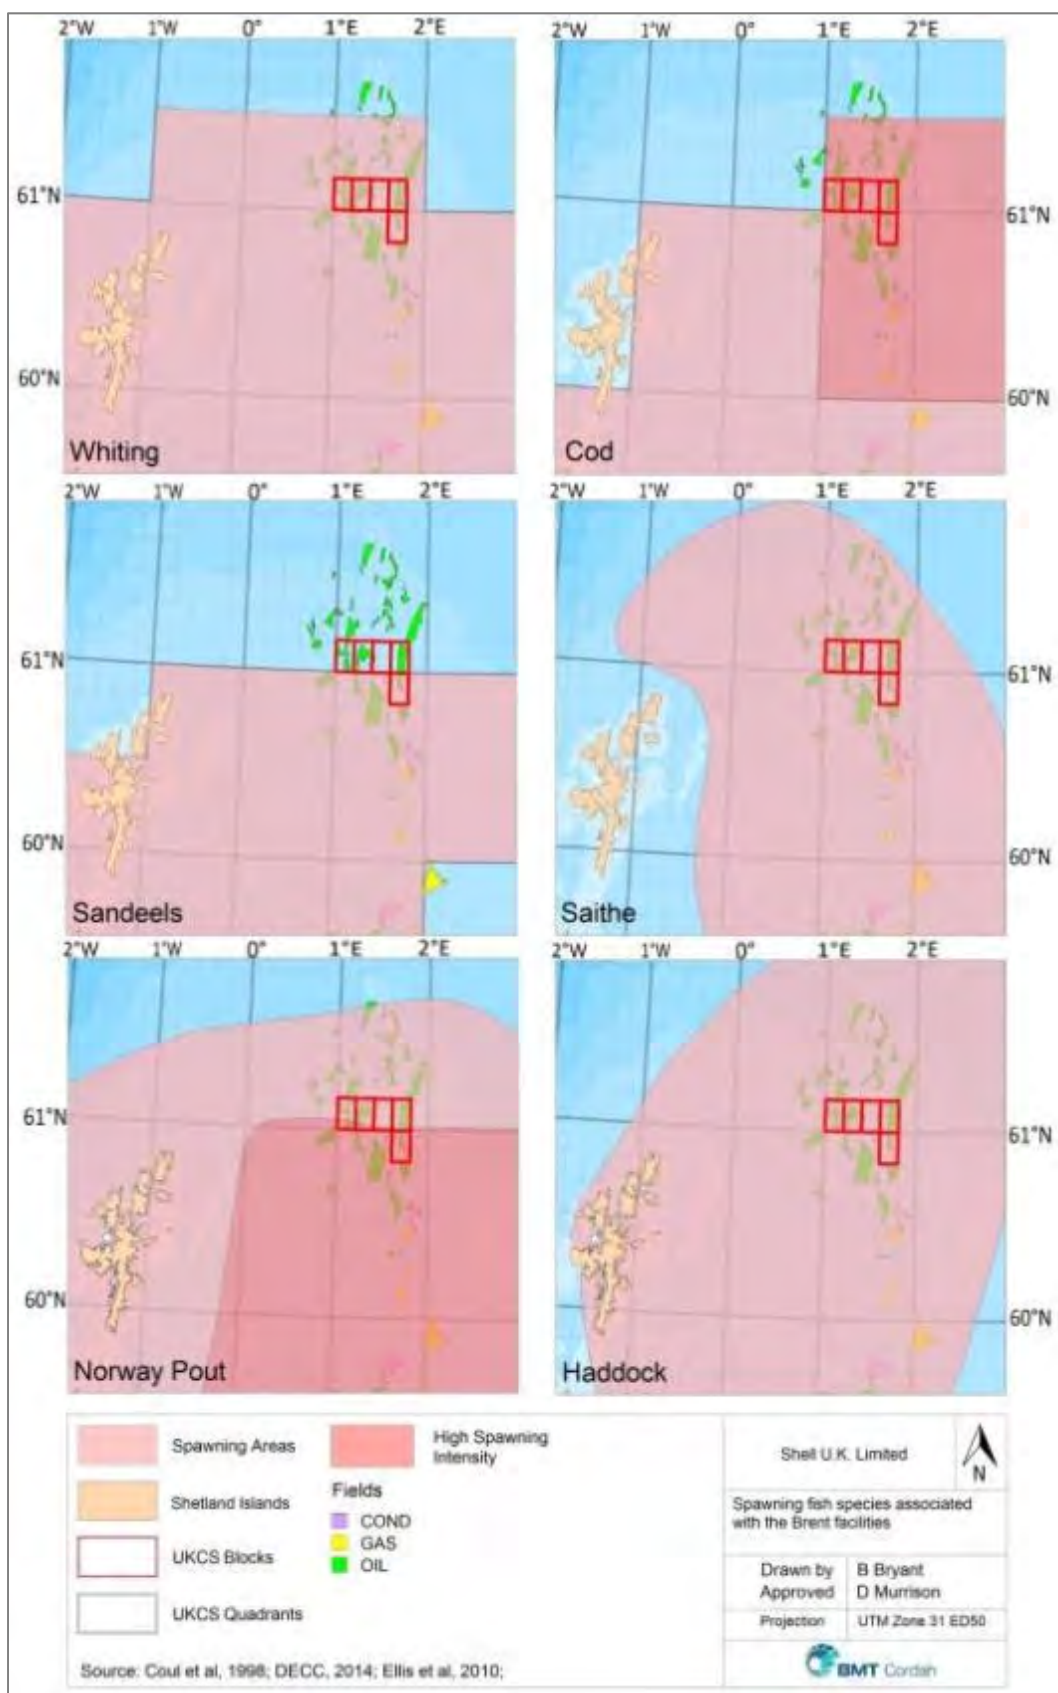 2°W 1°W 0° 1°E 2°E
2°W 1°W 0° 1°E 2°E
61°N
61°N
60°N
60°N
Whiting
Cod
2°W 1°W 0° 1°E 2°E
2°W 1°W 0° 1°E 2°E
61°N
61°N
60°N
60°N
Sandeels
Saithe
2°W 1°W 0° 1°E 2°E
2°W 1°W 0° 1°E 2°E
61°N
61°N
60°N
60°N
Norway Pout
Haddock
Spawning Areas
Shetland Islands
UKCS Blocks
UKCS Quadrants
High Spawning
Intensity
Fields
COND
GAS
OIL
Source: Coul et al, 1998; DECC, 2014; Ellis et al, 2010;
Shell U.K. Limited
N
Spawning fish species associated
with the Brent facilities
Drawn by B Bryant
Approved D Murrison
Projection UTM Zone 31 ED50
BMT Cordah